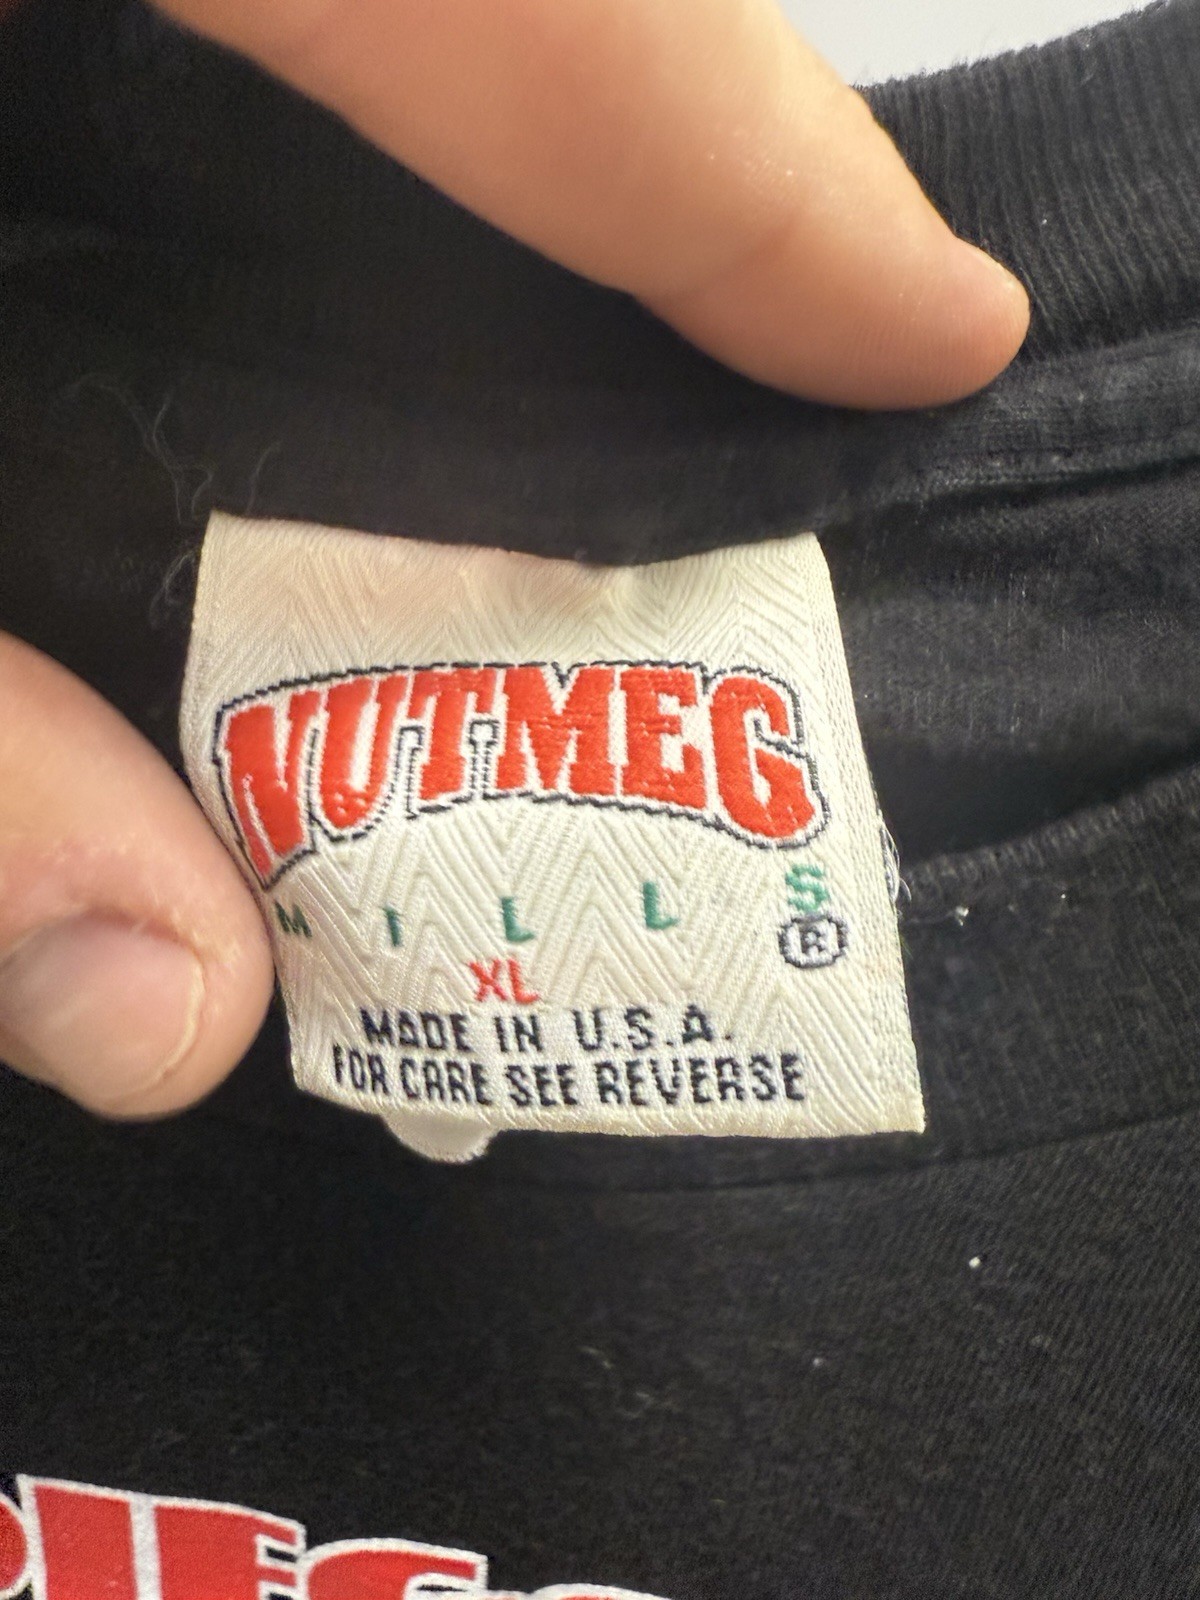 NUTMEG
MILLS
®
XL
MADE IN U.S.A.
FOR CARE SEE REVERSE